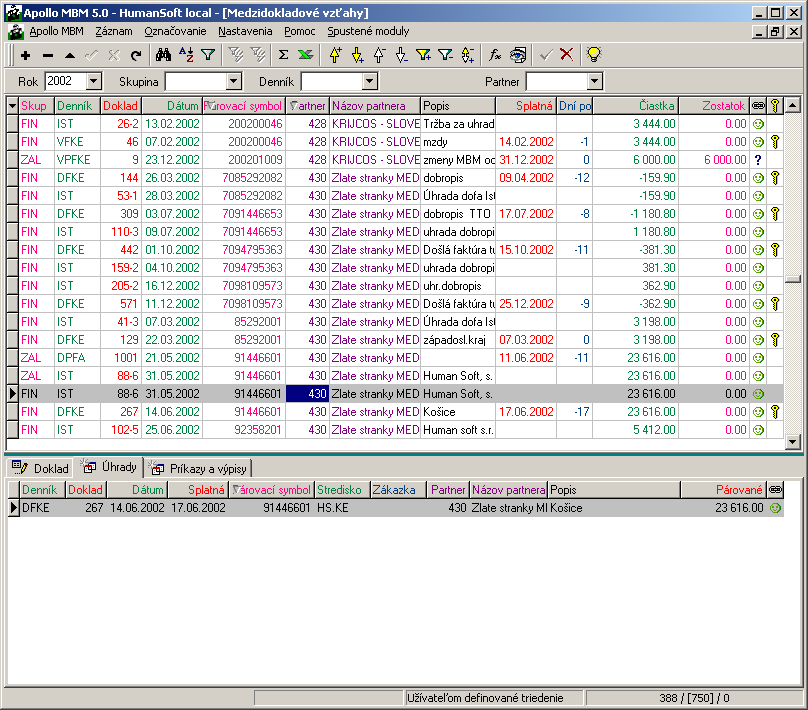 Apollo MBM 5.0 - HumanSoft local - [Medzidokladové vzťahy]
Apollo MBM Záznam Označovanie Nastavenia Pomoc Spustené moduly
Rok 2002 Skupina Denník Partner
Skup Denník Doklad Dátum Párovací symbol Partner Názov partnera Popis Splatná Dní po Čiastka Zostatok
FIN IST 26-2 13.02.2002 200200046 428 KRIJCOS - SLOVE Tržba za uhrad 3 444.00 0.00
FIN VFKE 46 07.02.2002 200200046 428 KRIJCOS - SLOVE mzdy 14.02.2002 -1 3 444.00 0.00
ZAL VPFKE 9 23.12.2002 200201009 428 KRIJCOS - SLOVE zmeny MBM od 31.12.2002 0 6 000.00 6 000.00 ?
FIN DFKE 144 26.03.2002 7085292082 430 Zlate stranky MED dobropis 09.04.2002 -12 -159.90 0.00
FIN IST 53-1 28.03.2002 7085292082 430 Zlate stranky MED Úhrada dofa Ist -159.90 0.00
FIN DFKE 309 03.07.2002 7091446653 430 Zlate stranky MED dobropis TTO 17.07.2002 -8 -1 180.80 0.00
FIN IST 110-3 09.07.2002 7091446653 430 Zlate stranky MED uhrada dobropi 1 180.80 0.00
FIN DFKE 442 01.10.2002 7094795363 430 Zlate stranky MED Došlá faktúra tu 15.10.2002 -11 -381.30 0.00
FIN IST 159-2 04.10.2002 7094795363 430 Zlate stranky MED uhrada dobropi 381.30 0.00
FIN IST 205-2 16.12.2002 7098109573 430 Zlate stranky MED uhr.dobropis 362.90 0.00
FIN DFKE 571 11.12.2002 7098109573 430 Zlate stranky MED Došlá faktúra tu 25.12.2002 -9 -362.90 0.00
FIN IST 41-3 07.03.2002 85292001 430 Zlate stranky MED Úhrada dofa Ist 3 198.00 0.00
FIN DFKE 129 22.03.2002 85292001 430 Zlate stranky MED západosl.kraj 07.03.2002 0 3 198.00 0.00
ZAL DPFA 1001 21.05.2002 91446601 430 Zlate stranky MED 11.06.2002 -11 23 616.00 0.00
ZAL IST 88-6 31.05.2002 91446601 430 Zlate stranky MED Human Soft, s. 23 616.00 0.00
FIN IST 88-6 31.05.2002 91446601 430 Zlate stranky MED Human Soft, s. 23 616.00 0.00
FIN DFKE 267 14.06.2002 91446601 430 Zlate stranky MED Košice 17.06.2002 -17 23 616.00 0.00
FIN IST 102-5 25.06.2002 92358201 430 Zlate stranky MED Human soft s.r. 5 412.00 0.00
Doklad Úhrady Príkazy a výpisy
Denník Doklad Dátum Splatná Párovací symbol Stredisko Zákazka Partner Názov partnera Popis Párované
DFKE 267 14.06.2002 17.06.2002 91446601 HS.KE 430 Zlate stranky MI Košice 23 616.00
Užívateľom definované triedenie 388 / [750] / 0